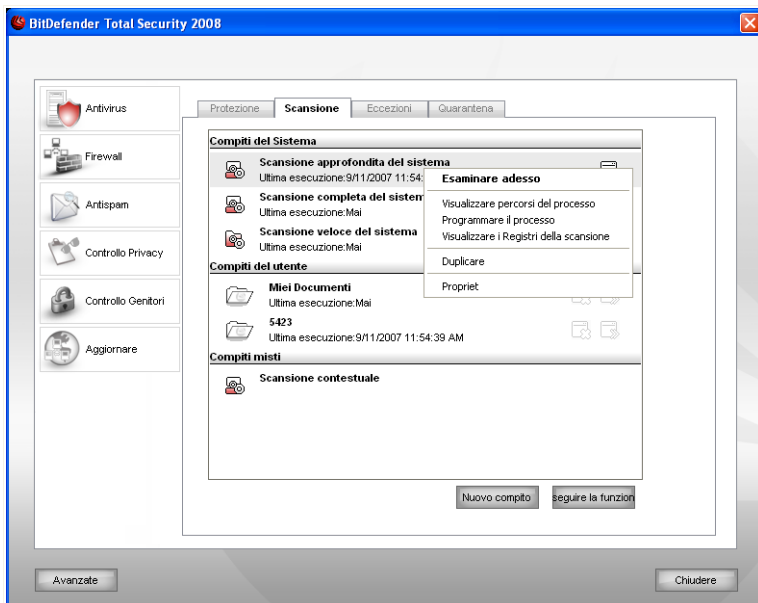 BitDefender Total Security 2008
Antivirus
Firewall
Antispam
Controllo Privacy
Controllo Genitori
Aggiornare
Protezione
Scansione
Eccezioni
Quarantena
Compiti del Sistema
Scansione approfondita del sistema
Ultima esecuzione:9/11/2007 11:54:
Scansione completa del sistem
Ultima esecuzione:Mai
Scansione veloce del sistema
Ultima esecuzione:Mai
Esaminare adesso
Visualizzare percorsi del processo
Programmare il processo
Visualizzare i Registri della scansione
Duplicare
Propriet
Compiti del utente
Miei Documenti
Ultima esecuzione:Mai
5423
Ultima esecuzione:9/11/2007 11:54:39 AM
Compiti misti
Scansione contestuale
Nuovo compito
seguire la funzion
Avanzate
Chiudere